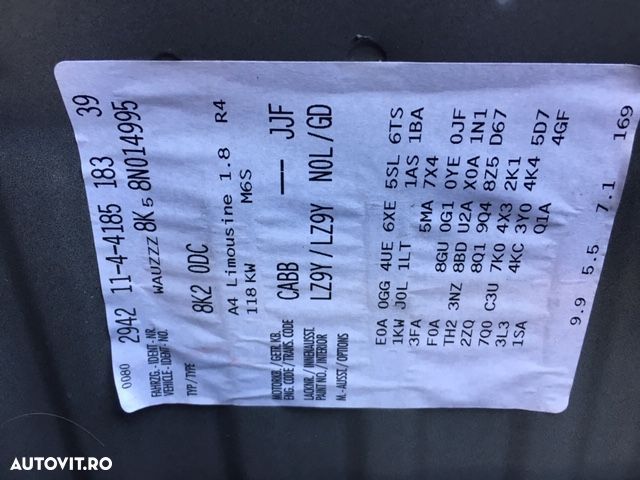 0080 2942 11-4-4185 183 39
FAHRZG.-IDENT.-NR.
VEHICLE-IDENT.-NO.
WAUZZZ 8K 5 8N014995
TYP/TYPE
8K2 0DC
A4 Limousine 1.8 R4
118 KW M6S
MOTORKB. / GETR.KB.
ENG. CODE / TRANS. CODE
CABB -- JJF
LACKNR. / INNENAUSST.
PAINT NO. / INTERIOR
LZ9Y/LZ9Y N0L/GD
M.-AUSST. / OPTIONS
E0A 0GG 4UE 6XE 5SL 6TS
1KW J0L 1LT 1AS 1BA
3FA 5MA 7X4
F0A 8GU 0G1 0YE 0JF
TH2 3NZ 8BD U2A X0A 1N1
2ZQ 8Q1 9Q4 8Z5 D67
7Q0 C3U 7K0 4X3 2K1
3L3 4KC 3Y0 4K4 5D7
1SA Q1A 4GF
9.9 5.5 7.1 169
AUTOVIT.RO